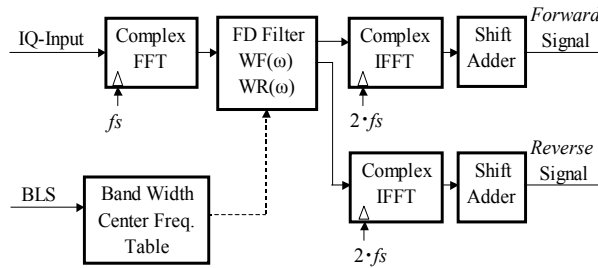 IQ-Input
Complex
FFT
fs
FD Filter
WF(ω)
WR(ω)
Complex
IFFT
2・fs
Shift
Adder
Forward
Signal
BLS
Band Width
Center Freq.
Table
Complex
IFFT
2・fs
Shift
Adder
Reverse
Signal